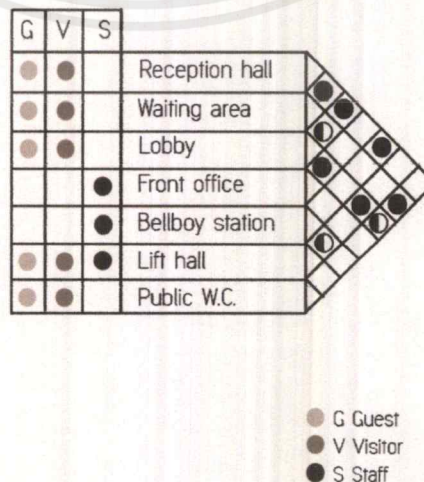 G V S
Reception hall
Waiting area
Lobby
Front office
Bellboy station
Lift hall
Public W.C.
G Guest
V Visitor
S Staff